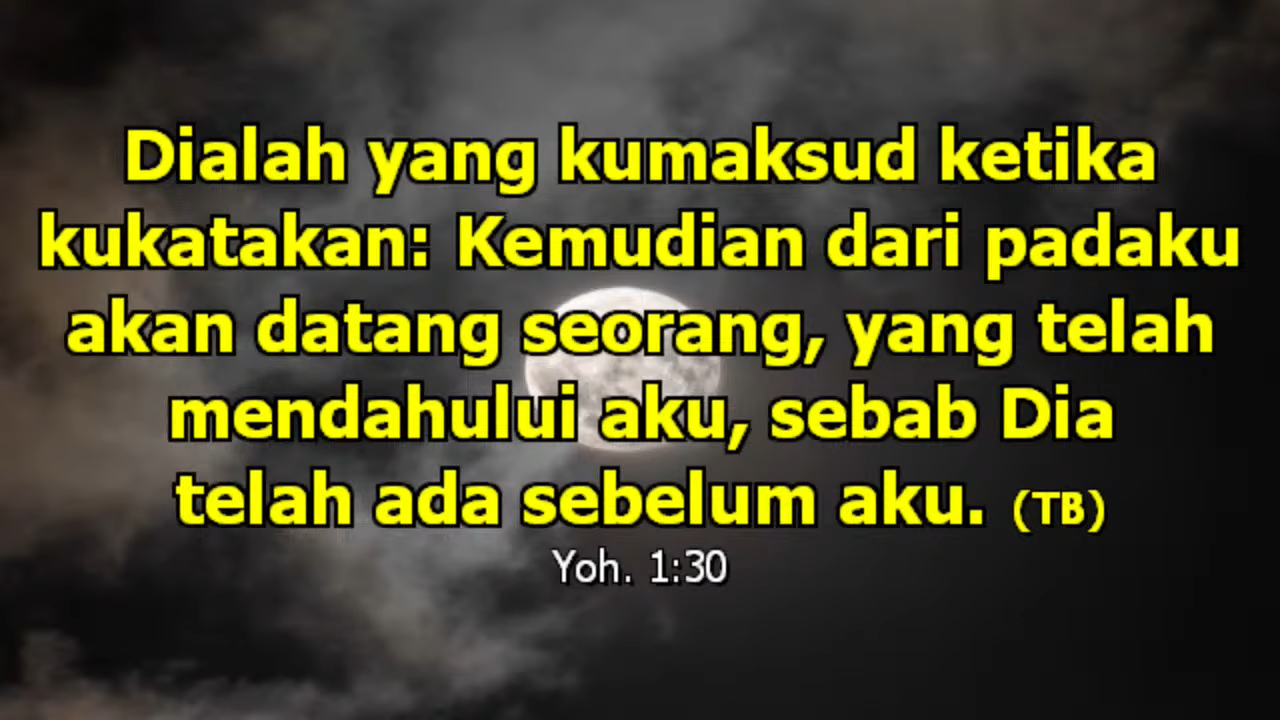 Dialah yang kumaksud ketika
kukatakan: Kemudian dari padaku
akan datang seorang, yang telah
mendahului aku, sebab Dia
telah ada sebelum aku. (TB)
Yoh. 1:30